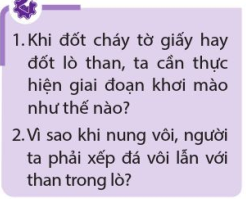 1. Khi đốt cháy tờ giấy hay
đốt lò than, ta cần thực
hiện giai đoạn khơi mào
như thế nào?
2. Vì sao khi nung vôi, người
ta phải xếp đá vôi lẫn với
than trong lò?